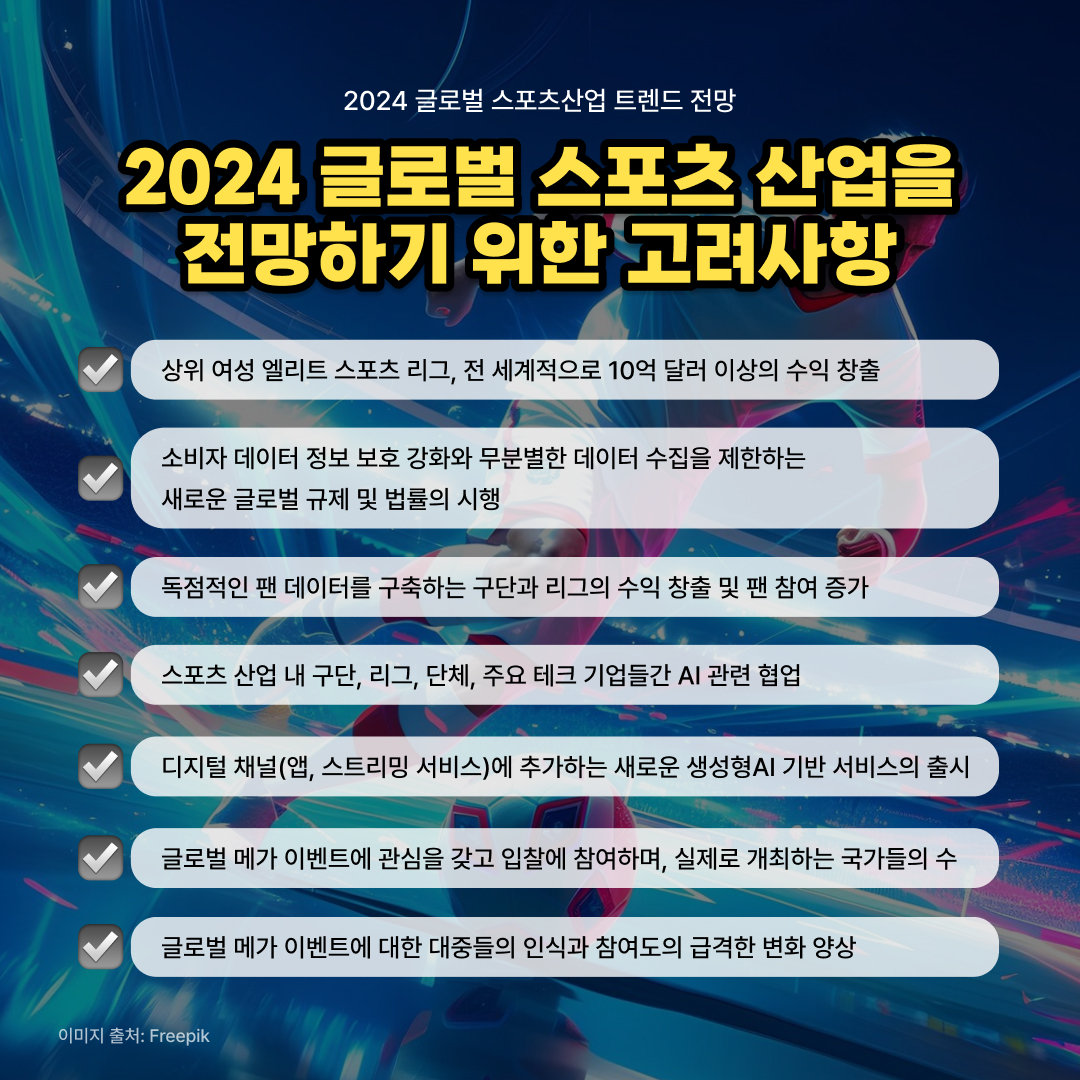 2024 글로벌 스포츠산업 트렌드 전망
2024 글로벌 스포츠 산업을
전망하기 위한 고려사항
상위 여성 엘리트 스포츠 리그, 전 세계적으로 10억 달러 이상의 수익 창출
소비자 데이터 정보 보호 강화와 무분별한 데이터 수집을 제한하는
새로운 글로벌 규제 및 법률의 시행
독점적인 팬 데이터를 구축하는 구단과 리그의 수익 창출 및 팬 참여 증가
스포츠 산업 내 구단, 리그, 단체, 주요 테크 기업들간 AI 관련 협업
디지털 채널(앱, 스트리밍 서비스)에 추가하는 새로운 생성형AI 기반 서비스의 출시
글로벌 메가 이벤트에 관심을 갖고 입찰에 참여하며, 실제로 개최하는 국가들의 수
글로벌 메가 이벤트에 대한 대중들의 인식과 참여도의 급격한 변화 양상
이미지 출처: Freepik